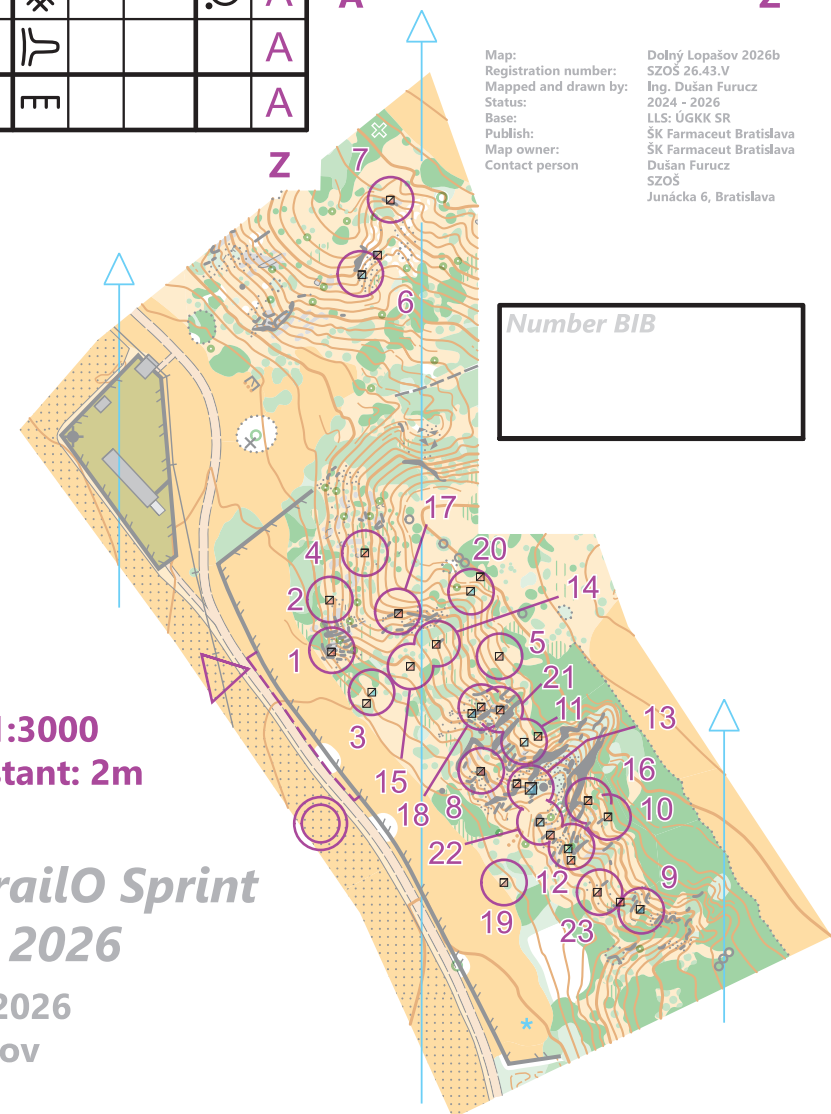 A
A
Z
A
A
Z
Map: Dolný Lopašov 2026b
Registration number: SZOŠ 26.43.V
Mapped and drawn by: Ing. Dušan Furucz
Status: 2024 - 2026
Base: LLS: ÚGKK SR
Publish: ŠK Farmaceut Bratislava
Map owner: ŠK Farmaceut Bratislava
Contact person Dušan Furucz
SZOŠ
Junácka 6, Bratislava
7
6
Number BIB
17
4
20
2
14
1
5
21
3
11
13
:3000
15
16
stant: 2m
18
8
10
22
12
9
19
23
railO Sprint
2026
2026
ov